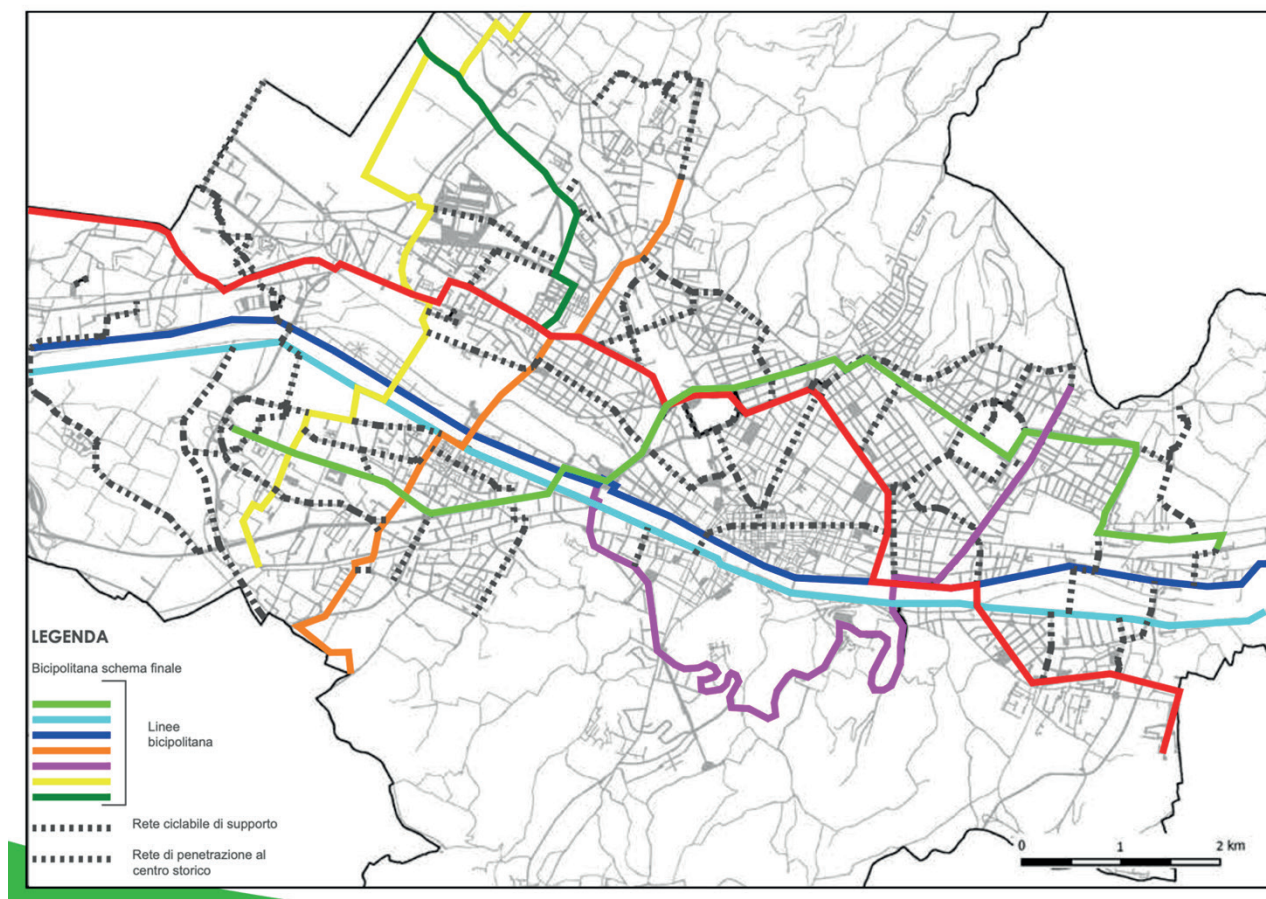 LEGENDA
Bicipolitana schema finale
Linee
bicipolitana
Rete ciclabile di supporto
Rete di penetrazione al
centro storico
0 1 2 km